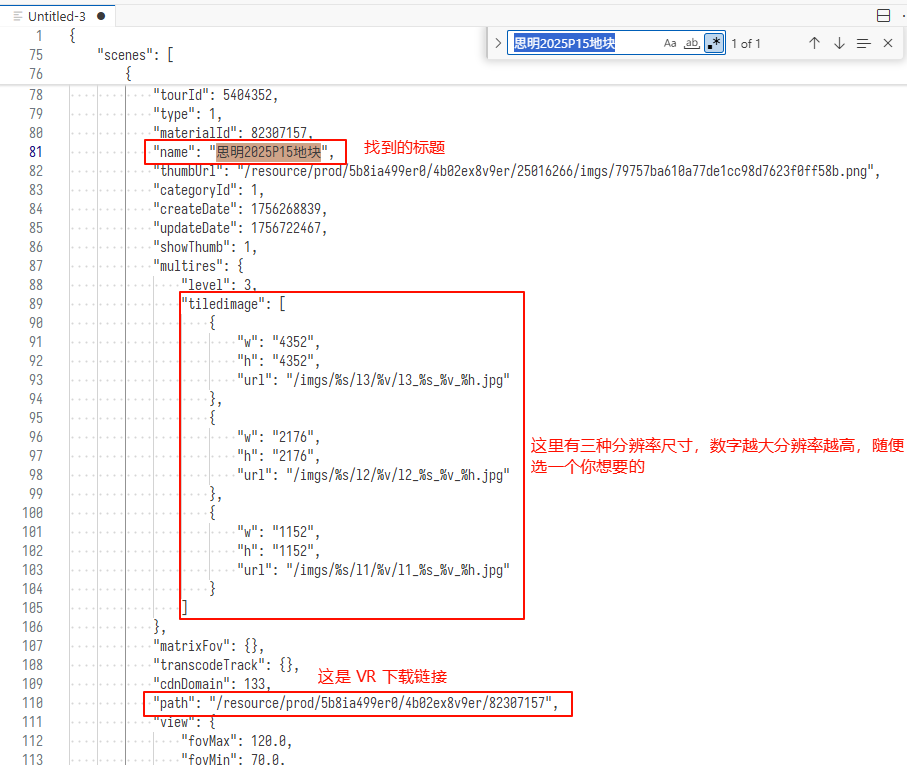 Untitled-3
思明2025P15地块
Aa
ab
.*
1 of 1
1 {
75 "scenes": [
76 {
78 "tourId": 5404352,
79 "type": 1,
80 "materialId": 82307157,
81 "name": "思明2025P15地块", 找到的标题
82 "thumbUrl": "/resource/prod/5b8ia499er0/4b02ex8v9er/25016266/imgs/79757ba610a77de1cc98d7623f0ff58b.png",
83 "categoryId": 1,
84 "createDate": 1756268839,
85 "updateDate": 1756722467,
86 "showThumb": 1,
87 "multires": {
88 "level": 3,
89 "tiledimage": [
90 {
91 "w": "4352",
92 "h": "4352",
93 "url": "/imgs/%s/l3/%v/l3_%s_%v_%h.jpg"
94 },
95 {
96 "w": "2176",
97 "h": "2176",
98 "url": "/imgs/%s/l2/%v/l2_%s_%v_%h.jpg"
99 },
100 {
101 "w": "1152",
102 "h": "1152",
103 "url": "/imgs/%s/l1/%v/l1_%s_%v_%h.jpg"
104 }
105 ]
这里有三种分辨率尺寸，数字越大分辨率越高，随便
选一个你想要的
106 },
107 "matrixFov": {},
108 "transcodeTrack": {},
109 "cdnDomain": 133,
这是 VR 下载链接
110 "path": "/resource/prod/5b8ia499er0/4b02ex8v9er/82307157",
111 "view": {
112 "fovMax": 120.0,
113 "fovMin": 70.0,